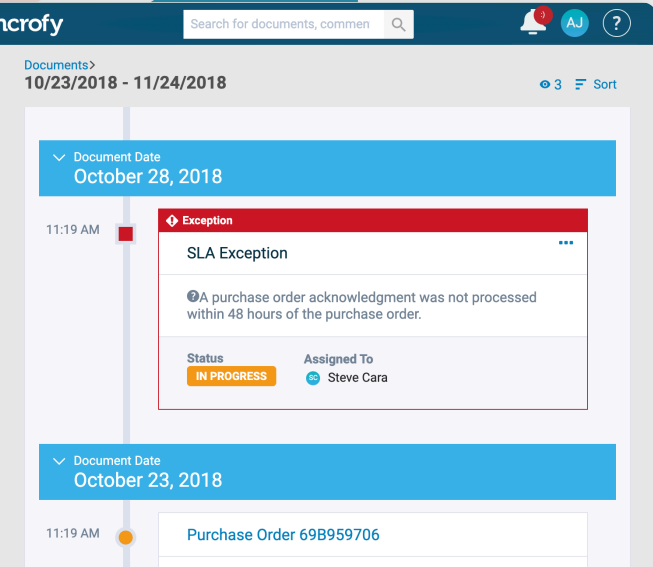 ncrofy
Search for documents, commen
:)
AJ
?
Documents>
10/23/2018 - 11/24/2018
3
Sort
Document Date
October 28, 2018
11:19 AM
Exception
SLA Exception
A purchase order acknowledgment was not processed
within 48 hours of the purchase order.
Status
Assigned To
IN PROGRESS
SC
Steve Cara
Document Date
October 23, 2018
11:19 AM
Purchase Order 69B959706